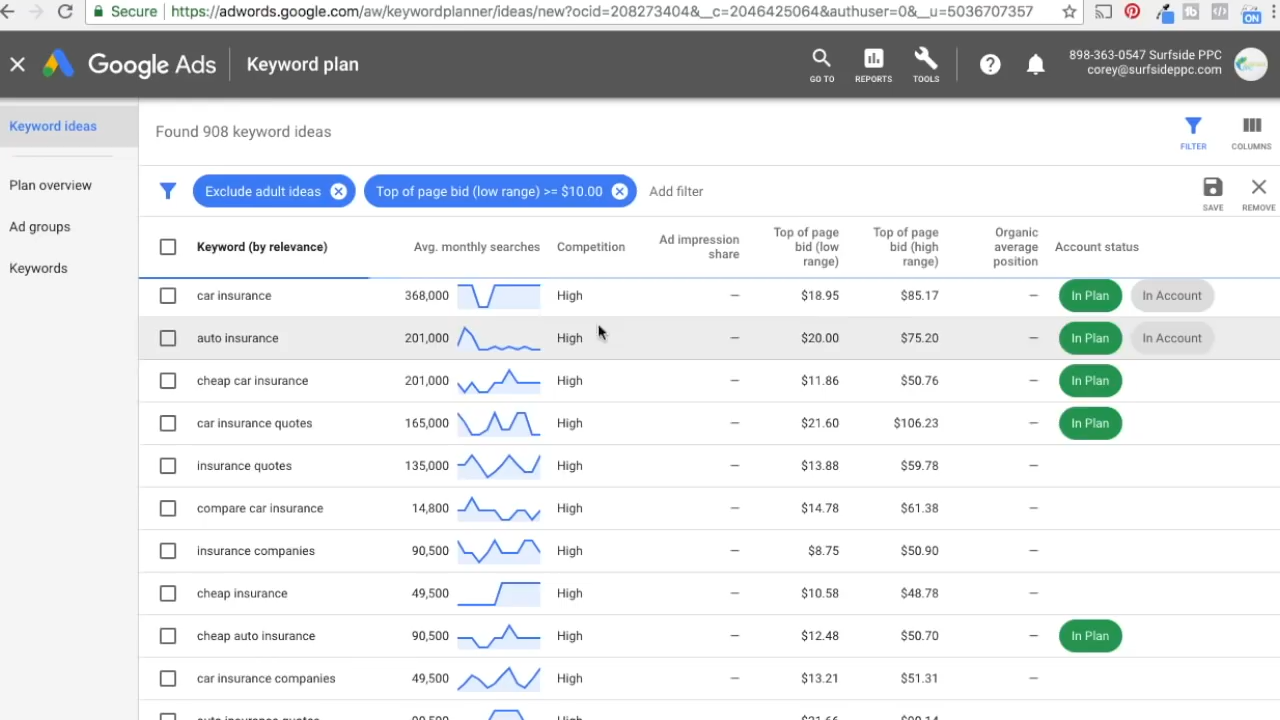 Secure https://adwords.google.com/aw/keywordplanner/ideas/new?ocid=208273404&__c=2046425064&authuser=0&__u=5036707357
ON
Google Ads Keyword plan
GO TO REPORTS TOOLS
898-363-0547 Surfside PPC
corey@surfsideppc.com
Keyword ideas
Plan overview
Ad groups
Keywords
Found 908 keyword ideas
FILTER COLUMNS
Exclude adult ideas Top of page bid (low range) >= $10.00 Add filter
SAVE REMOVE
Keyword (by relevance) Avg. monthly searches Competition Ad impression share Top of page bid (low range) Top of page bid (high range) Organic average position Account status
car insurance 368,000 High – $18.95 $85.17 – In Plan In Account
auto insurance 201,000 High – $20.00 $75.20 – In Plan In Account
cheap car insurance 201,000 High – $11.86 $50.76 – In Plan
car insurance quotes 165,000 High – $21.60 $106.23 – In Plan
insurance quotes 135,000 High – $13.88 $59.78 –
compare car insurance 14,800 High – $14.78 $61.38 –
insurance companies 90,500 High – $8.75 $50.90 –
cheap insurance 49,500 High – $10.58 $48.78 –
cheap auto insurance 90,500 High – $12.48 $50.70 – In Plan
car insurance companies 49,500 High – $13.21 $51.31 –
auto insurance quotes High